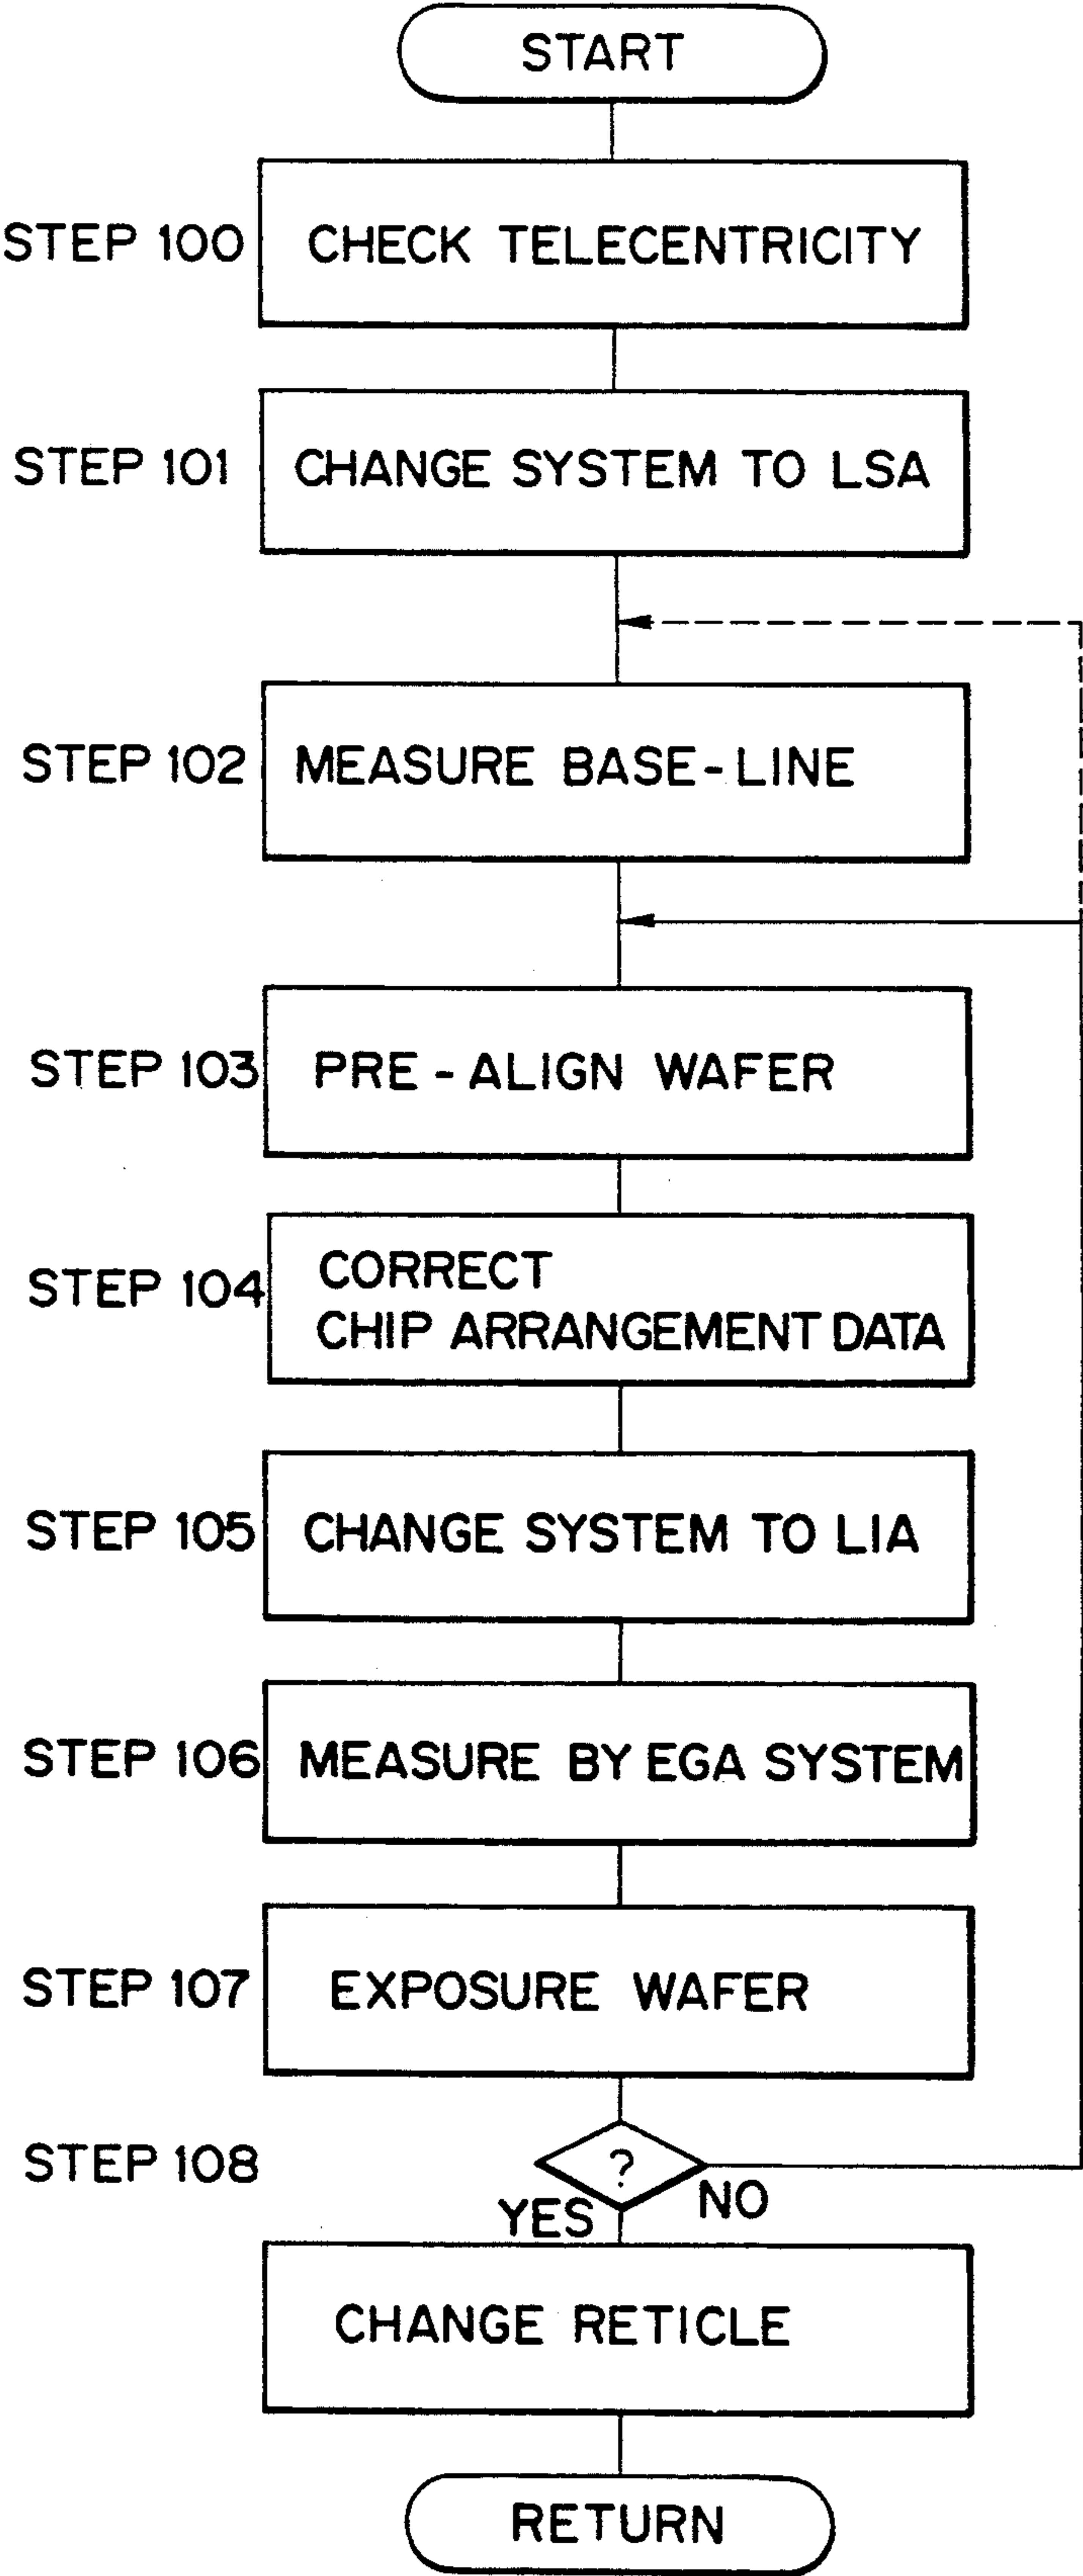 START
STEP 100
CHECK TELECENTRICITY
STEP 101
CHANGE SYSTEM TO LSA
STEP 102
MEASURE BASE-LINE
STEP 103
PRE-ALIGN WAFER
STEP 104
CORRECT
CHIP ARRANGEMENT DATA
STEP 105
CHANGE SYSTEM TO LIA
STEP 106
MEASURE BY EGA SYSTEM
STEP 107
EXPOSURE WAFER
STEP 108
?
YES
NO
CHANGE RETICLE
RETURN